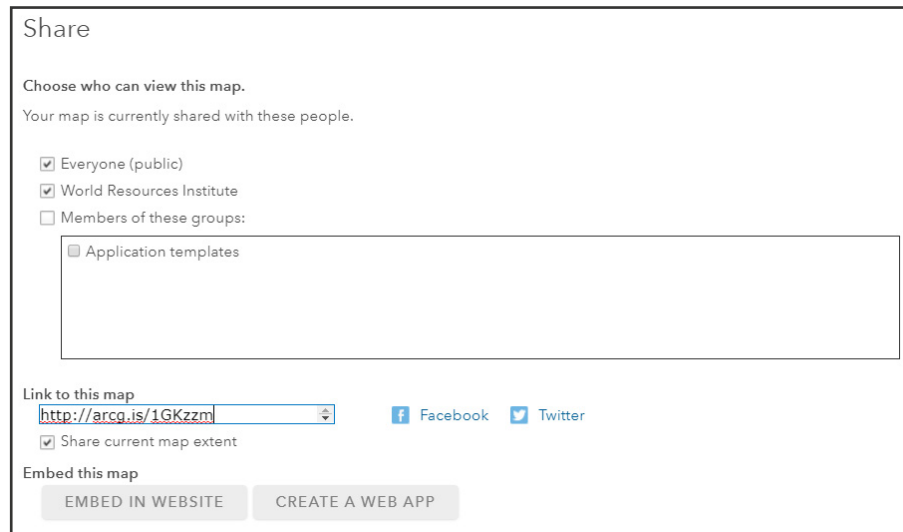 Share
Choose who can view this map.
Your map is currently shared with these people.
Everyone (public)
World Resources Institute
Members of these groups:
Application templates
Link to this map
http://arcg.is/1GKzzm Facebook Twitter
Share current map extent
Embed this map
EMBED IN WEBSITE CREATE A WEB APP